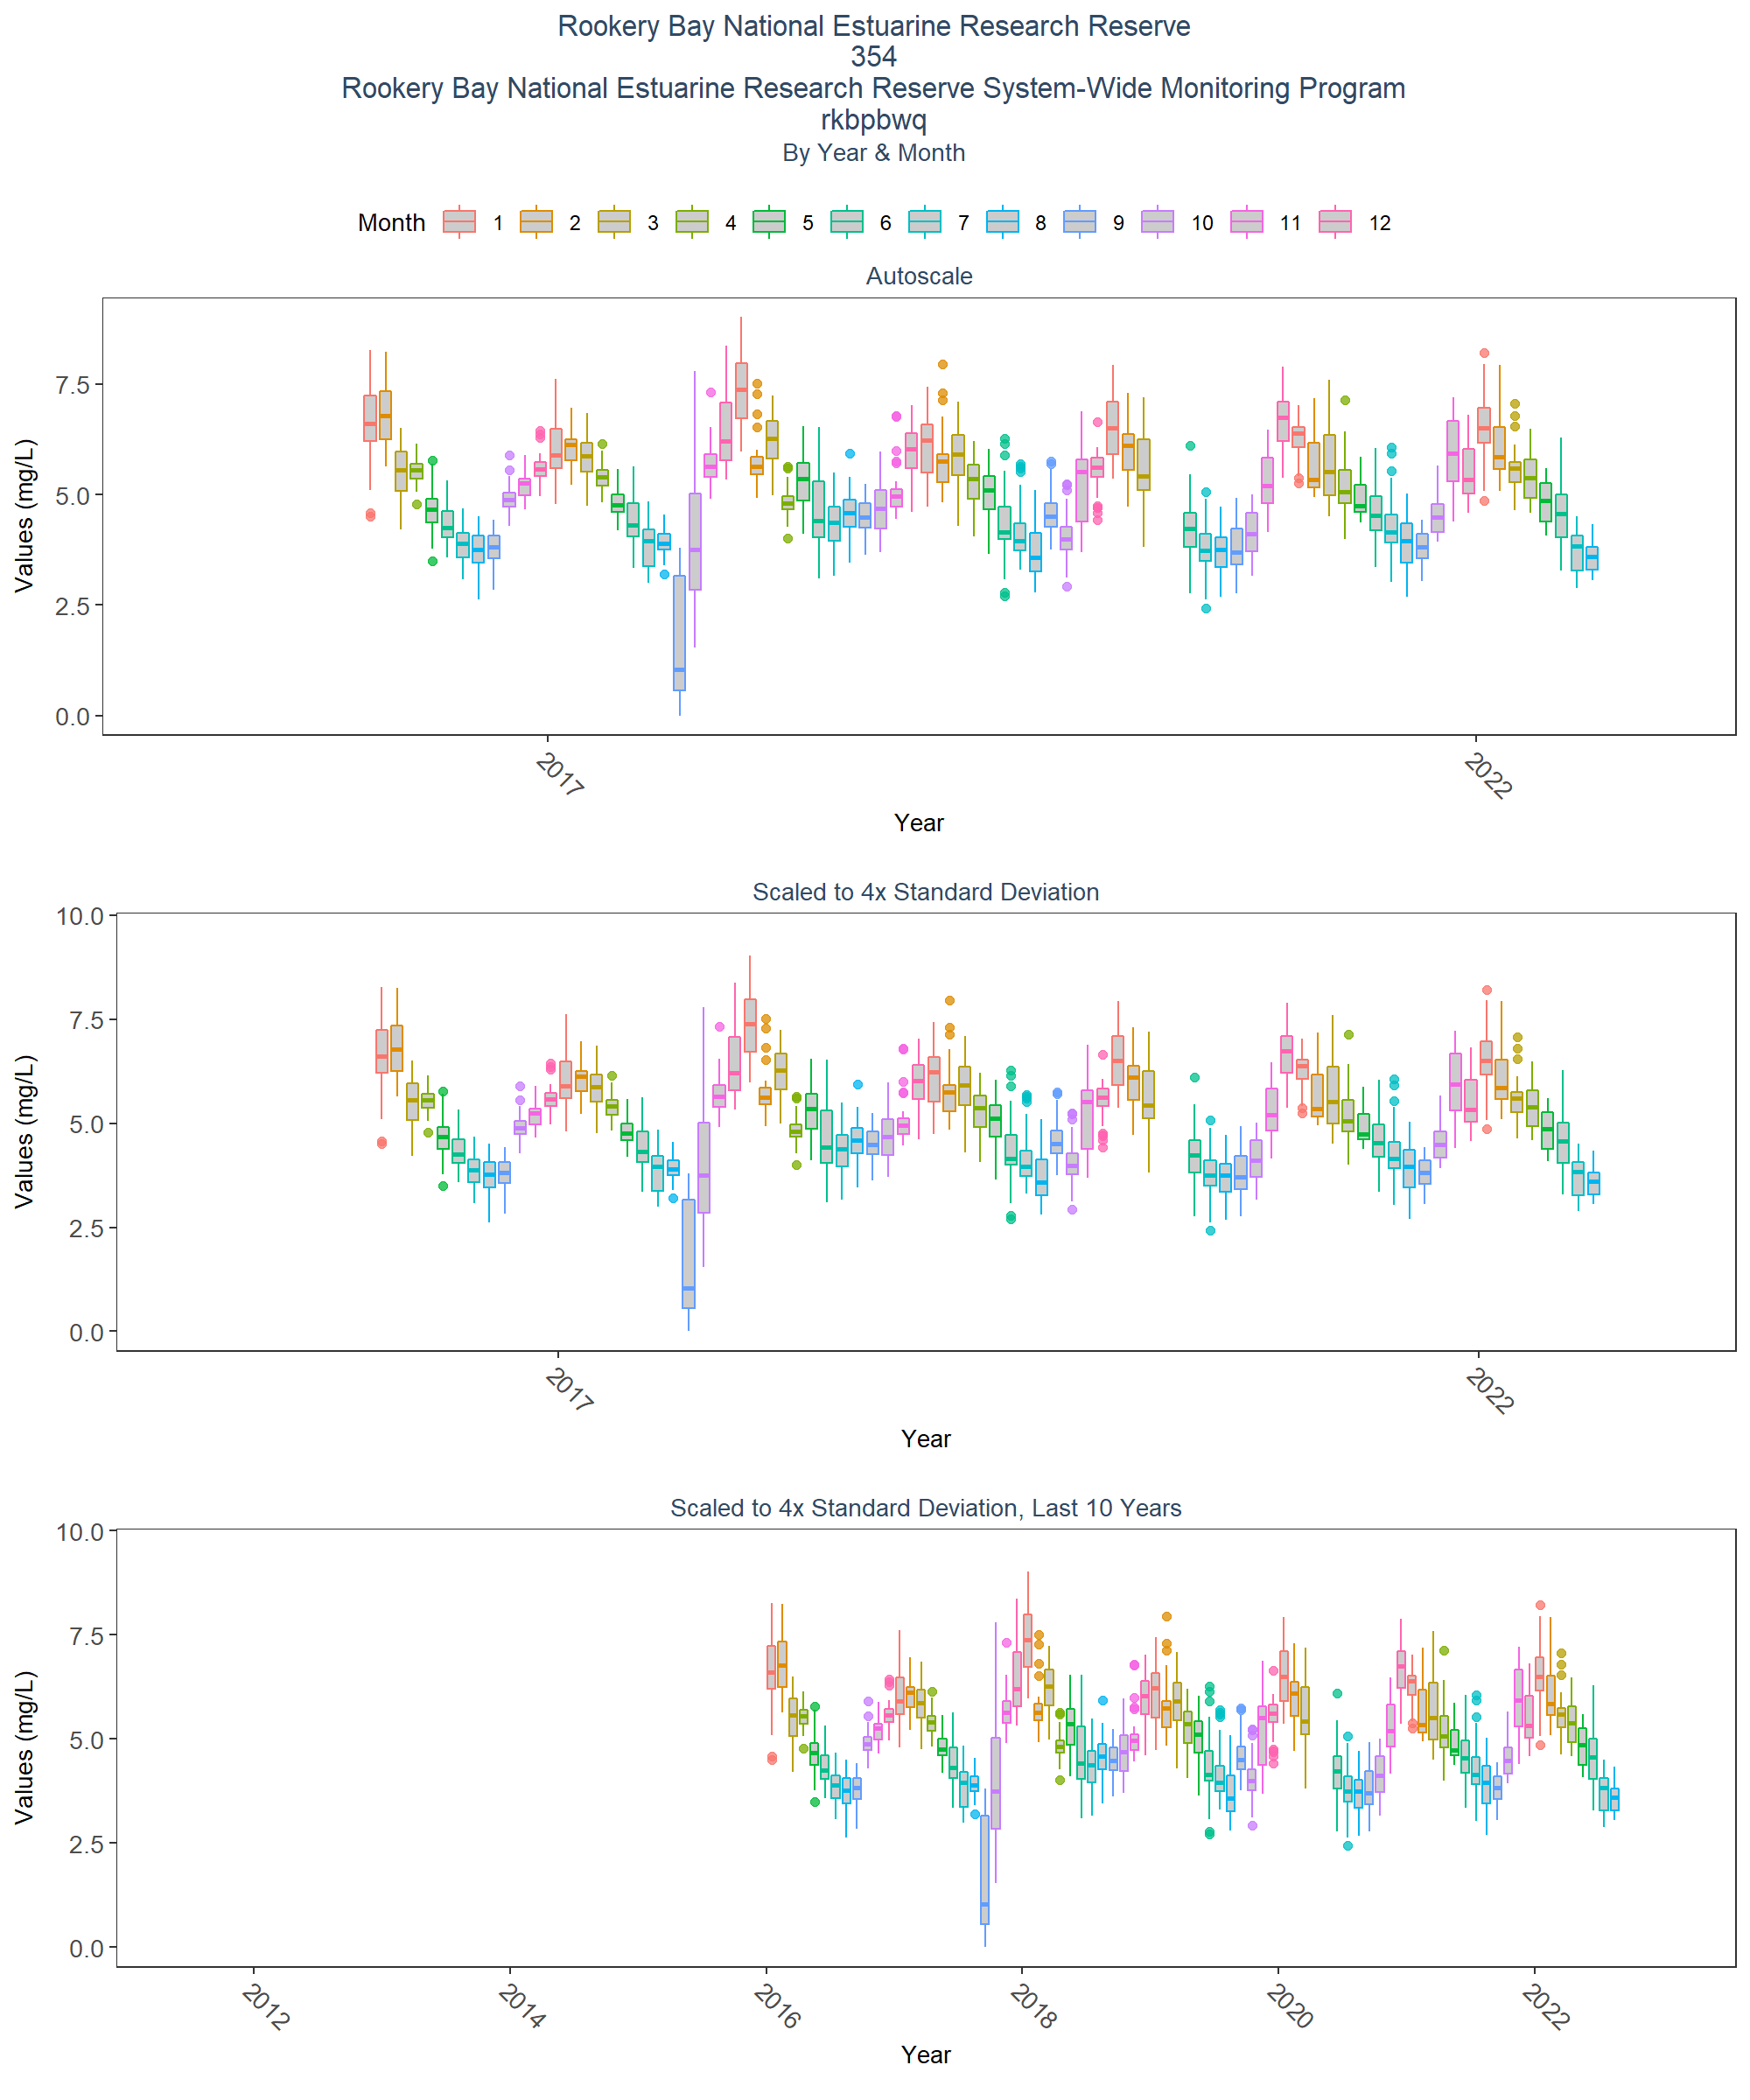 Rookery Bay National Estuarine Research Reserve
354
Rookery Bay National Estuarine Research Reserve System-Wide Monitoring Program
rkbpbwq
By Year & Month
Month 1 2 3 4 5 6 7 8 9 10 11 12
Autoscale
Values (mg/L)
7.5
5.0
2.5
0.0
2017 2022
Year
Scaled to 4x Standard Deviation
Values (mg/L)
10.0
7.5
5.0
2.5
0.0
2017 2022
Year
Scaled to 4x Standard Deviation, Last 10 Years
Values (mg/L)
10.0
7.5
5.0
2.5
0.0
2012 2014 2016 2018 2020 2022
Year